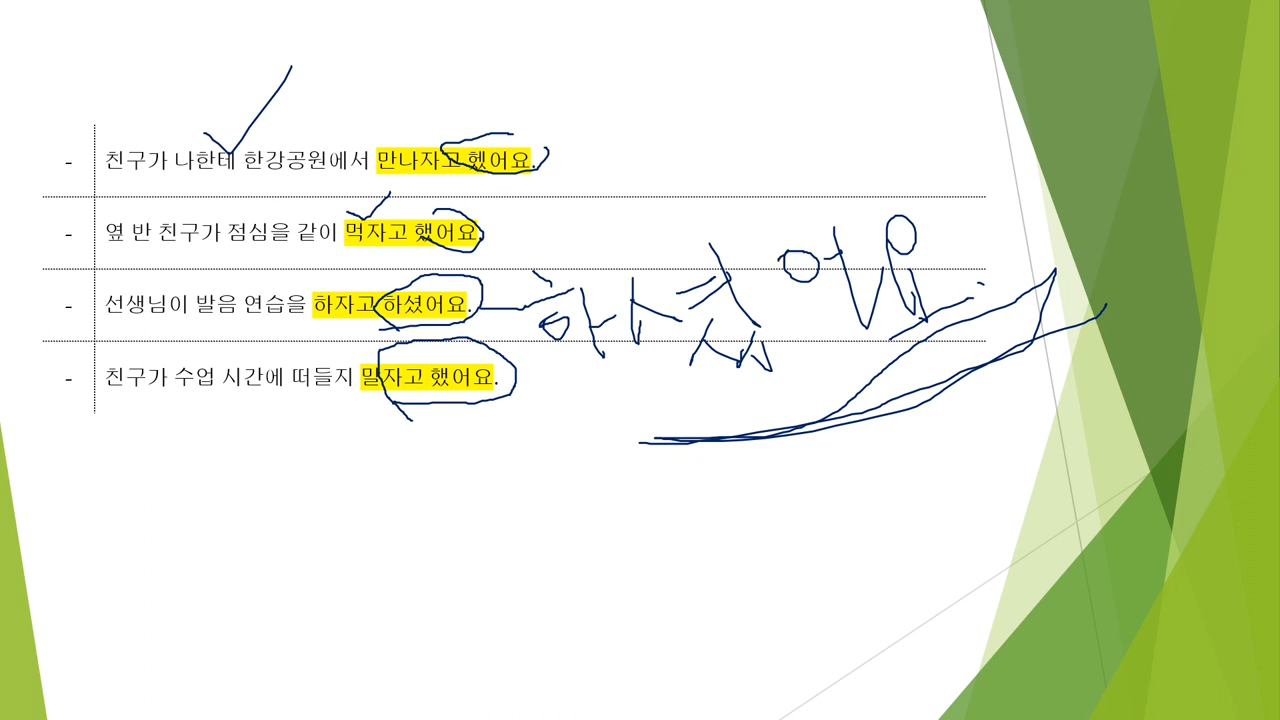 - 친구가 나한테 한강공원에서 만나자고 했어요.
- 옆 반 친구가 점심을 같이 먹자고 했어요.
- 선생님이 발음 연습을 하자고 하셨어요.
하셨어요
- 친구가 수업 시간에 떠들지 말자고 했어요.